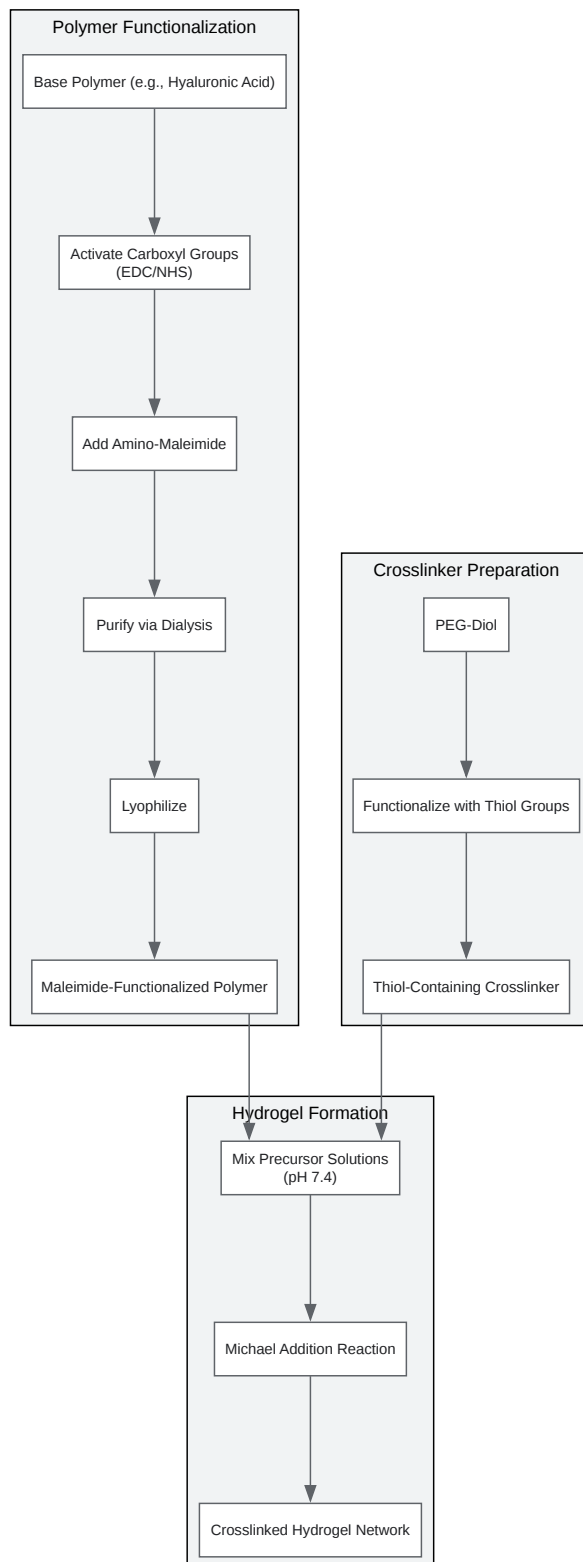 Polymer Functionalization
Base Polymer (e.g., Hyaluronic Acid)
Activate Carboxyl Groups
(EDC/NHS)
Add Amino-Maleimide
Purify via Dialysis
Lyophilize
Maleimide-Functionalized Polymer
Crosslinker Preparation
PEG-Diol
Functionalize with Thiol Groups
Thiol-Containing Crosslinker
Hydrogel Formation
Mix Precursor Solutions
(pH 7.4)
Michael Addition Reaction
Crosslinked Hydrogel Network